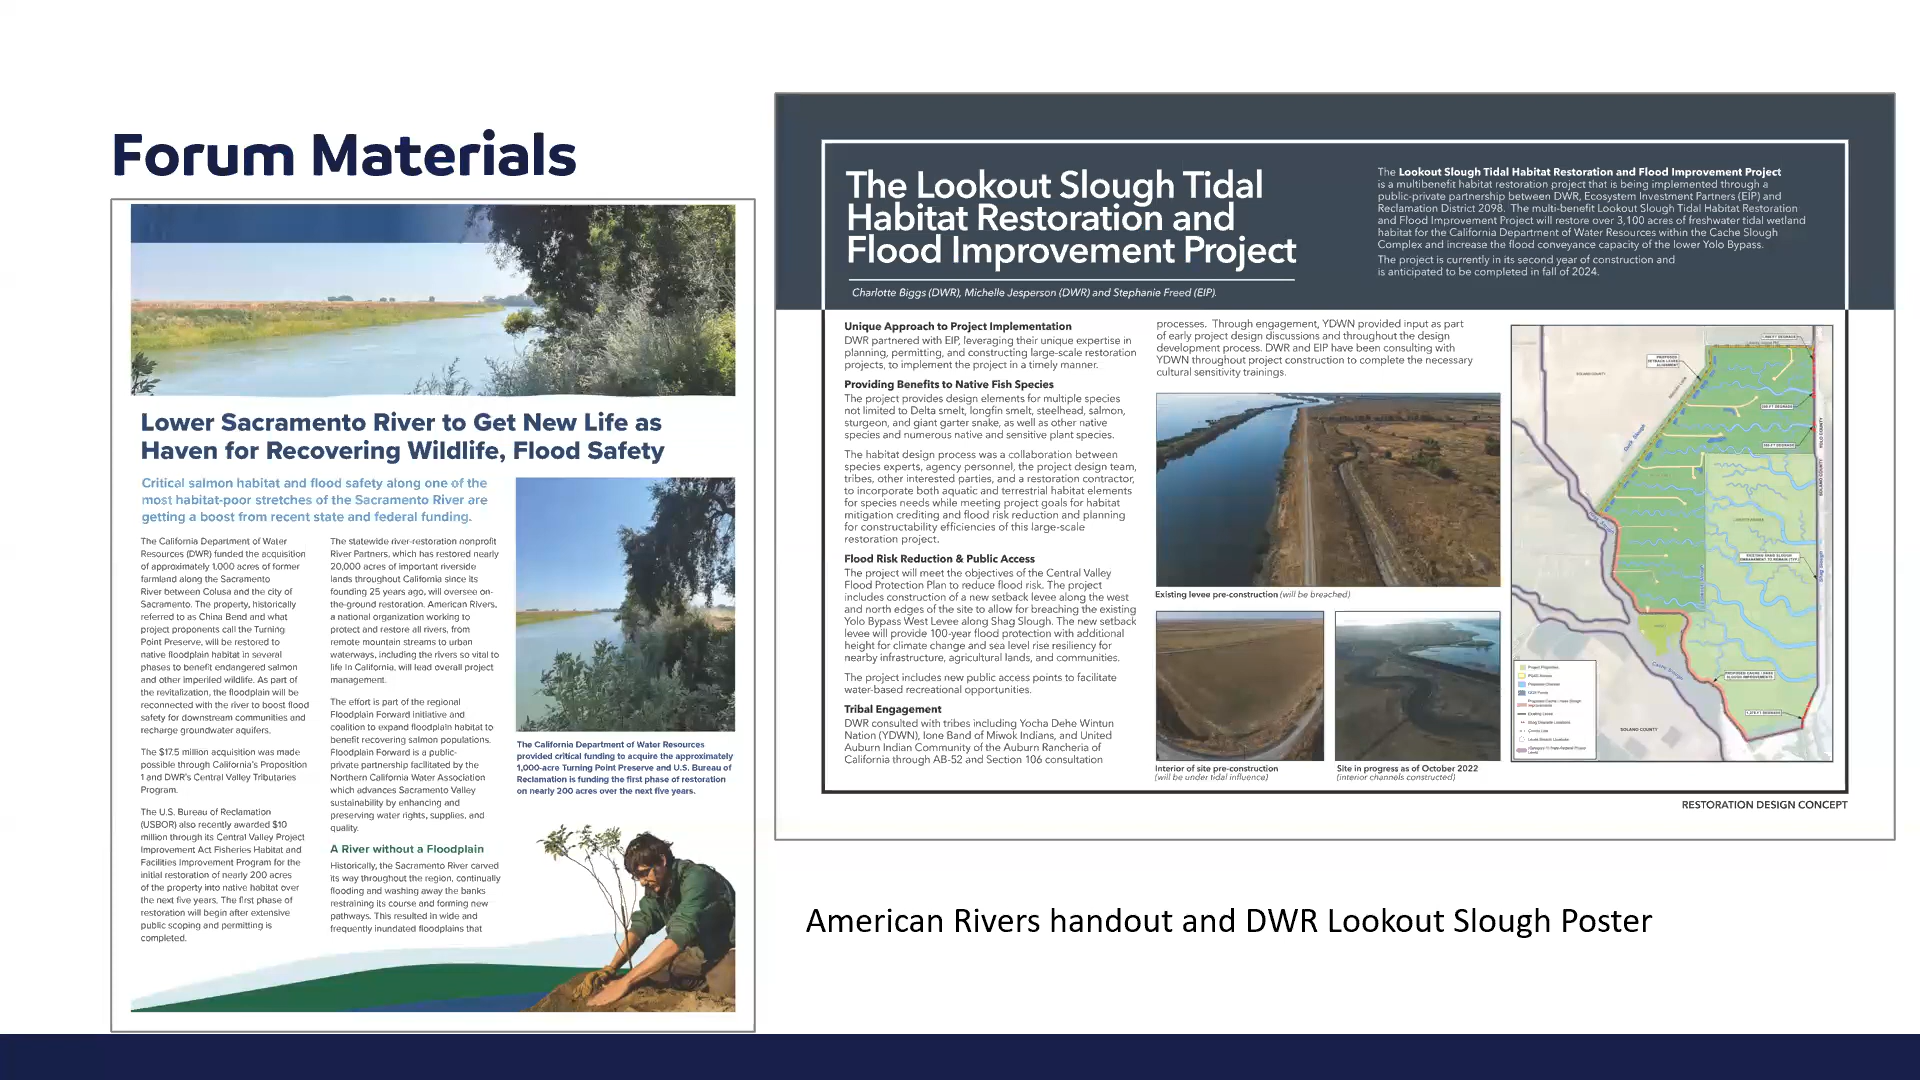 Forum Materials
Lower Sacramento River to Get New Life as
Haven for Recovering Wildlife, Flood Safety
Critical salmon habitat and flood safety along one of the
most habitat-poor stretches of the Sacramento River are
getting a boost from recent state and federal funding.
The California Department of Water
Resources (DWR) funded the acquisition
of approximately 1,000 acres of former
farmland along the Sacramento
River between Colusa and the city of
Sacramento. The property, historically
referred to as China Bend and what
project proponents call the Turning
Point Preserve, will be restored to
native floodplain habitat in several
phases to benefit endangered salmon
and other imperiled wildlife. As part of
the revitalization, the floodplain will be
reconnected with the river to boost flood
safety for downstream communities and
recharge groundwater aquifers.
The $17.5 million acquisition was made
possible through California's Proposition
1 and DWR's Central Valley Tributaries
Program.
The U.S. Bureau of Reclamation
(USBOR) also recently awarded $10
million through its Central Valley Project
Improvement Act Fisheries Habitat and
Facilities Improvement Program for the
initial restoration of nearly 200 acres
of the property into native habitat over
the next five years. The first phase of
restoration will begin after extensive
public scoping and permitting is
completed.
The statewide river-restoration nonprofit
River Partners, which has restored nearly
20,000 acres of important riverside
lands throughout California since its
founding 25 years ago, will oversee on-
the-ground restoration. American Rivers,
a national organization working to
protect and restore all rivers, from
remote mountain streams to urban
waterways, including the rivers so vital to
life in California, will lead overall project
management.
The effort is part of the regional
Floodplain Forward initiative and
coalition to expand floodplain habitat to
benefit recovering salmon populations.
Floodplain Forward is a public-
private partnership facilitated by the
Northern California Water Association
which advances Sacramento Valley
sustainability by enhancing and
preserving water rights, supplies, and
quality.
A River without a Floodplain
Historically, the Sacramento River carved
its way throughout the region, continually
flooding and washing away the banks
restraining its course and forming new
pathways. This resulted in wide and
frequently inundated floodplains that
The California Department of Water Resources
provided critical funding to acquire the approximately
1,000-acre Turning Point Preserve and U.S. Bureau of
Reclamation is funding the first phase of restoration
on nearly 200 acres over the next five years.
The Lookout Slough Tidal
Habitat Restoration and
Flood Improvement Project
Charlotte Biggs (DWR), Michelle Jesperson (DWR) and Stephanie Freed (EIP).
The Lookout Slough Tidal Habitat Restoration and Flood Improvement Project
is a multibenefit habitat restoration project that is being implemented through a
public-private partnership between DWR, Ecosystem Investment Partners (EIP) and
Reclamation District 2098. The multi-benefit Lookout Slough Tidal Habitat Restoration
and Flood Improvement Project will restore over 3,100 acres of freshwater tidal wetland
habitat for the California Department of Water Resources within the Cache Slough
Complex and increase the flood conveyance capacity of the lower Yolo Bypass.
The project is currently in its second year of construction and
is anticipated to be completed in fall of 2024.
Unique Approach to Project Implementation
DWR partnered with EIP, leveraging their unique expertise in
planning, permitting, and constructing large-scale restoration
projects, to implement the project in a timely manner.
Providing Benefits to Native Fish Species
The project provides design elements for multiple species
not limited to Delta smelt, longfin smelt, steelhead, salmon,
sturgeon, and giant garter snake, as well as other native
species and numerous native and sensitive plant species.
The habitat design process was a collaboration between
species experts, agency personnel, the project design team,
tribes, other interested parties, and a restoration contractor,
to incorporate both aquatic and terrestrial habitat elements
for species needs while meeting project goals for habitat
mitigation crediting and flood risk reduction and planning
for constructability efficiencies of this large-scale
restoration project.
Flood Risk Reduction & Public Access
The project will meet the objectives of the Central Valley
Flood Protection Plan to reduce flood risk. The project
includes construction of a new setback levee along the west
and north edges of the site to allow for breaching the existing
Yolo Bypass West Levee along Shag Slough. The new setback
levee will provide 100-year flood protection with additional
height for climate change and sea level rise resiliency for
nearby infrastructure, agricultural lands, and communities.
The project includes new public access points to facilitate
water-based recreational opportunities.
Tribal Engagement
DWR consulted with tribes including Yocha Dehe Wintun
Nation (YDWN), Ione Band of Miwok Indians, and United
Auburn Indian Community of the Auburn Rancheria of
California through AB-52 and Section 106 consultation
processes. Through engagement, YDWN provided input as part
of early project design discussions and throughout the design
development process. DWR and EIP have been consulting with
YDWN throughout project construction to complete the necessary
cultural sensitivity trainings.
Existing levee pre-construction (will be breached)
Interior of site pre-construction
(will be under tidal influence)
Site in progress as of October 2022
(interior channels constructed)
SOLANO COUNTY
Duck Slough
YOLO COUNTY
SOLANO COUNTY
Shag Slough
Cache Slough
SOLANO COUNTY
RESTORATION DESIGN CONCEPT
American Rivers handout and DWR Lookout Slough Poster